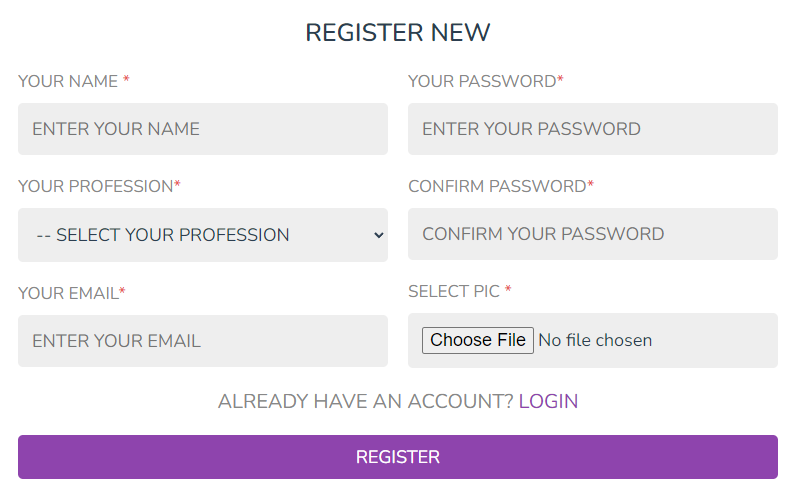 REGISTER NEW
YOUR NAME *
ENTER YOUR NAME
YOUR PROFESSION*
-- SELECT YOUR PROFESSION
YOUR EMAIL*
ENTER YOUR EMAIL
YOUR PASSWORD*
ENTER YOUR PASSWORD
CONFIRM PASSWORD*
CONFIRM YOUR PASSWORD
SELECT PIC *
Choose File No file chosen
ALREADY HAVE AN ACCOUNT? LOGIN
REGISTER